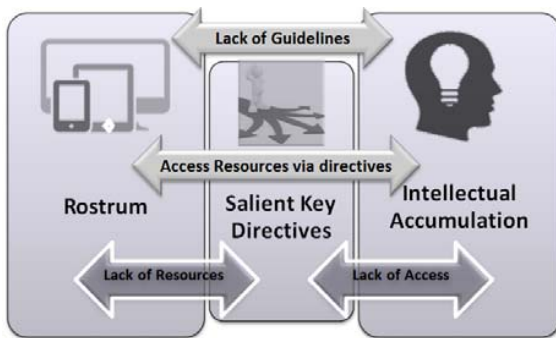 Lack of Guidelines
Access Resources via directives
Rostrum
Salient Key
Directives
Intellectual
Accumulation
Lack of Resources
Lack of Access